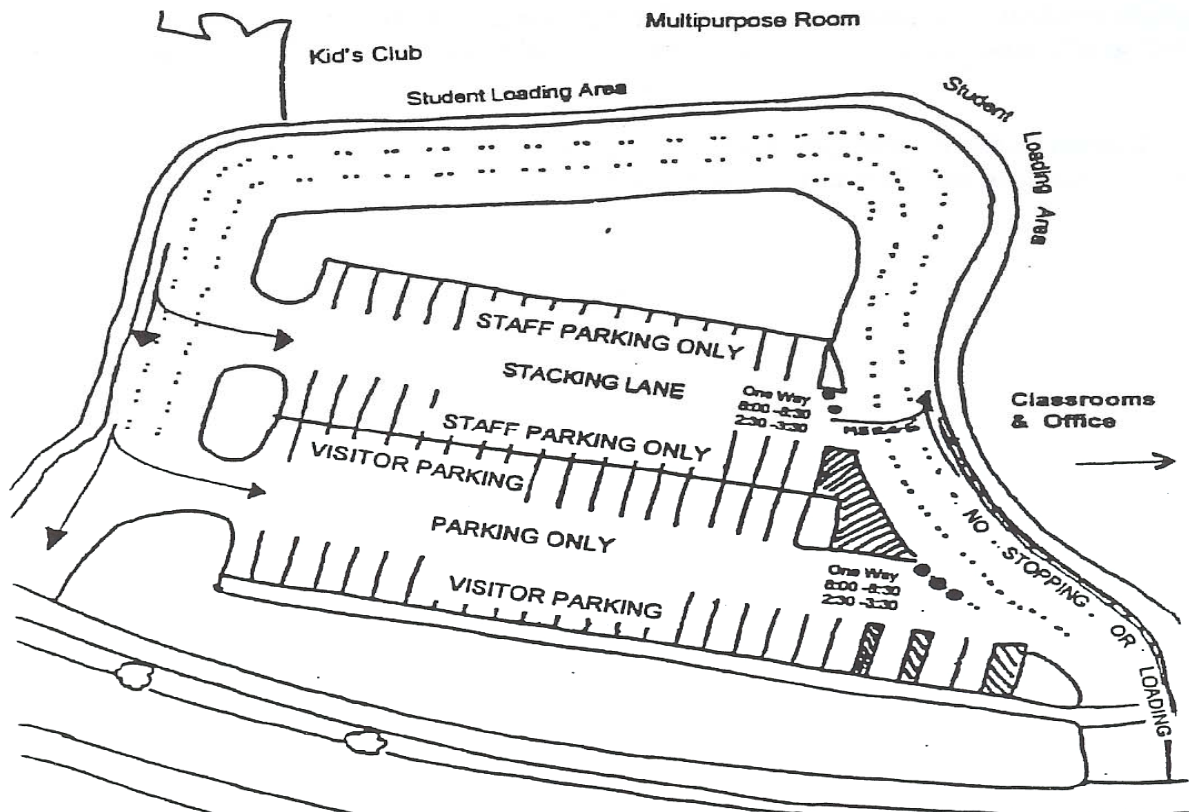 Multipurpose Room
Kid's Club
Student Loading Area
Student Loading Area
STAFF PARKING ONLY
STACKING LANE
One Way
8:00 -8:30
2:30 -3:30
Classrooms
& Office
STAFF PARKING ONLY
VISITOR PARKING
PARKING ONLY
NO STOPPING OR LOADING
One Way
8:00 -8:30
2:30 -3:30
VISITOR PARKING